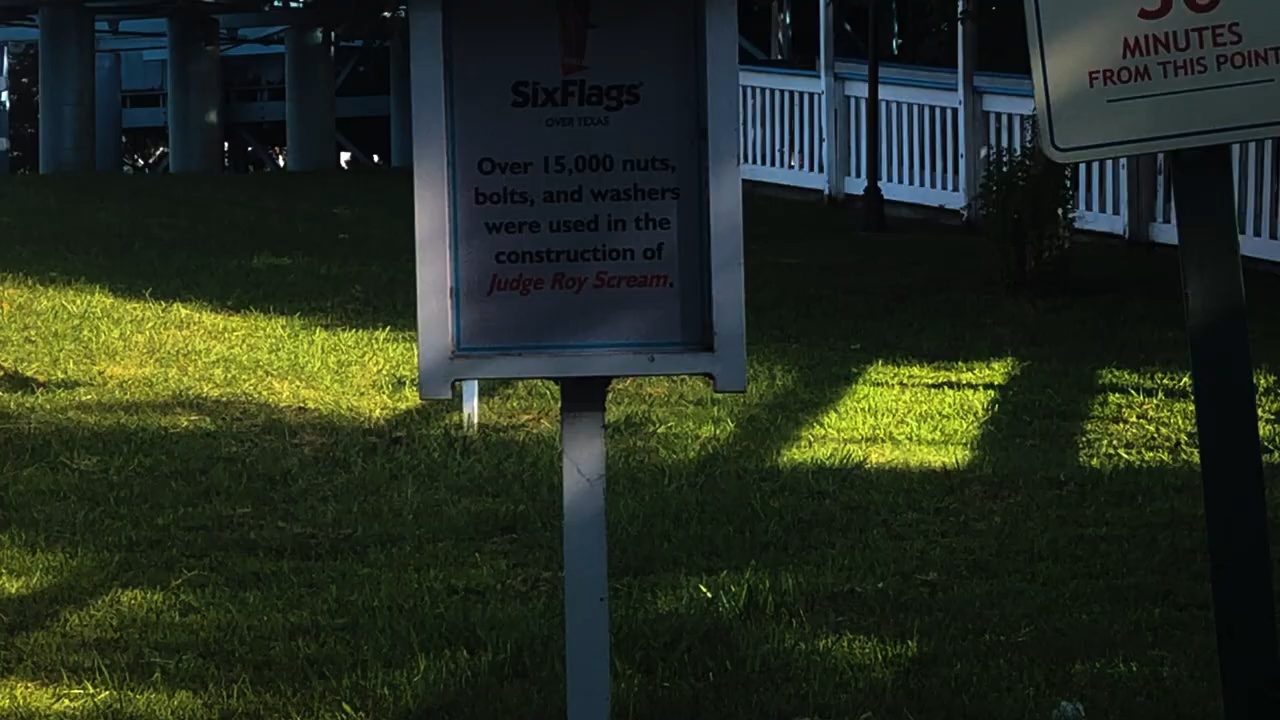 SixFlags
OVER TEXAS
Over 15,000 nuts,
bolts, and washers
were used in the
construction of
Judge Roy Scream.
MINUTES
FROM THIS POINT